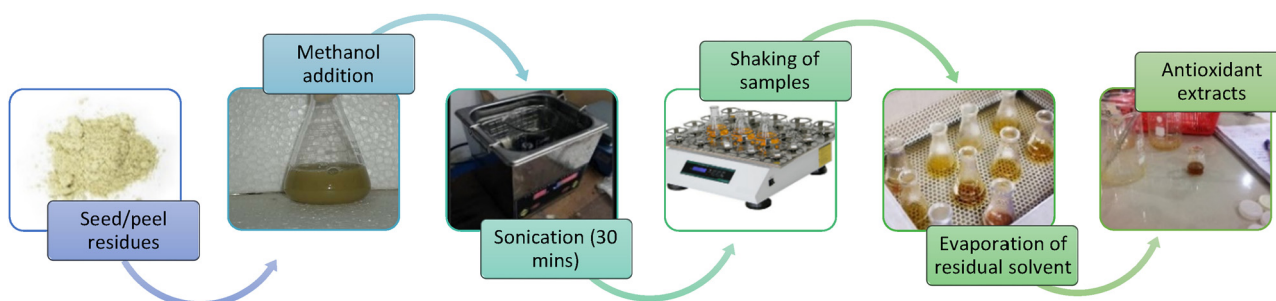 Seed/peel
residues
Methanol
addition
Sonication (30
mins)
Shaking of
samples
Evaporation of
residual solvent
Antioxidant
extracts